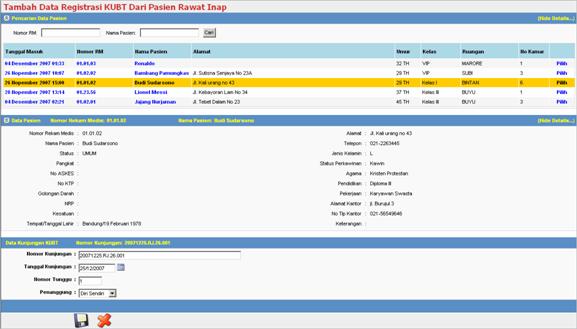 Tambah Data Registrasi KUBT Dari Pasien Rawat Inap
Pencarian Data Pasien (Hide Details...)
Nomor RM: Nama Pasien: Cari
Tanggal Masuk Nomor RM Nama Pasien Alamat Umur Kelas Ruangan No Kamar
04 Desember 2007 01:33 01.01.03 Ronaldo 32 TH VIP MARORE 1 Pilih
26 Nopember 2007 10:07 01.02.02 Bambang Pamungkas JL Sutisna Senjaya No 23A 29 TH VIP SUBI 3 Pilih
26 Nopember 2007 15:00 01.01.02 Budi Sudarsono Jl. Kali urang no 43 29 TH Kelas I BINTAN 6 Pilih
28 Nopember 2007 13:14 01.23.56 Lionel Messi Jl. Kebayoran Lam No 34 37 TH Kelas III BUYU 1 Pilih
04 Desember 2007 02:21 01.02.01 Jajang Nurjaman Jl. Tebet Dalam No 23 45 TH Kelas III BUYU. 1 Pilih
Data Pasien Nomor Rekam Medis: 01.01.02 Nama Pasien: Budi Sudarsono (Hide Details...)
Nomor Rekam Medis : 01.01.02 Alamat : Jl. Kali urang no 43
Nama Pasien : Budi Sudarsono Telepon : 021-2263445
Status : UMUM Jenis Kelamin : L
Pangkat : Status Perkawinan : Kawin
No ASKES : Agama : Kristen Protestan
No KTP : Pendidikan : Diploma III
Golongan Darah : Pekerjaan : Karyawan Swasta
NRP : Alamat Kantor : jl. Burujul 3
Kesatuan : No Tlp Kantor : 021-56549846
Tempat/Tanggal Lahir : Bandung/19 Februari 1978 Keterangan :
Data Kunjungan KUBT Nomor Kunjungan: 20071225.RJ.26.001
Nomor Kunjungan : 20071225.RJ.26.001
Tanggal Kunjungan : 25/12/2007
Nomor Tunggu : 1
Penanggung : Diri Sendiri